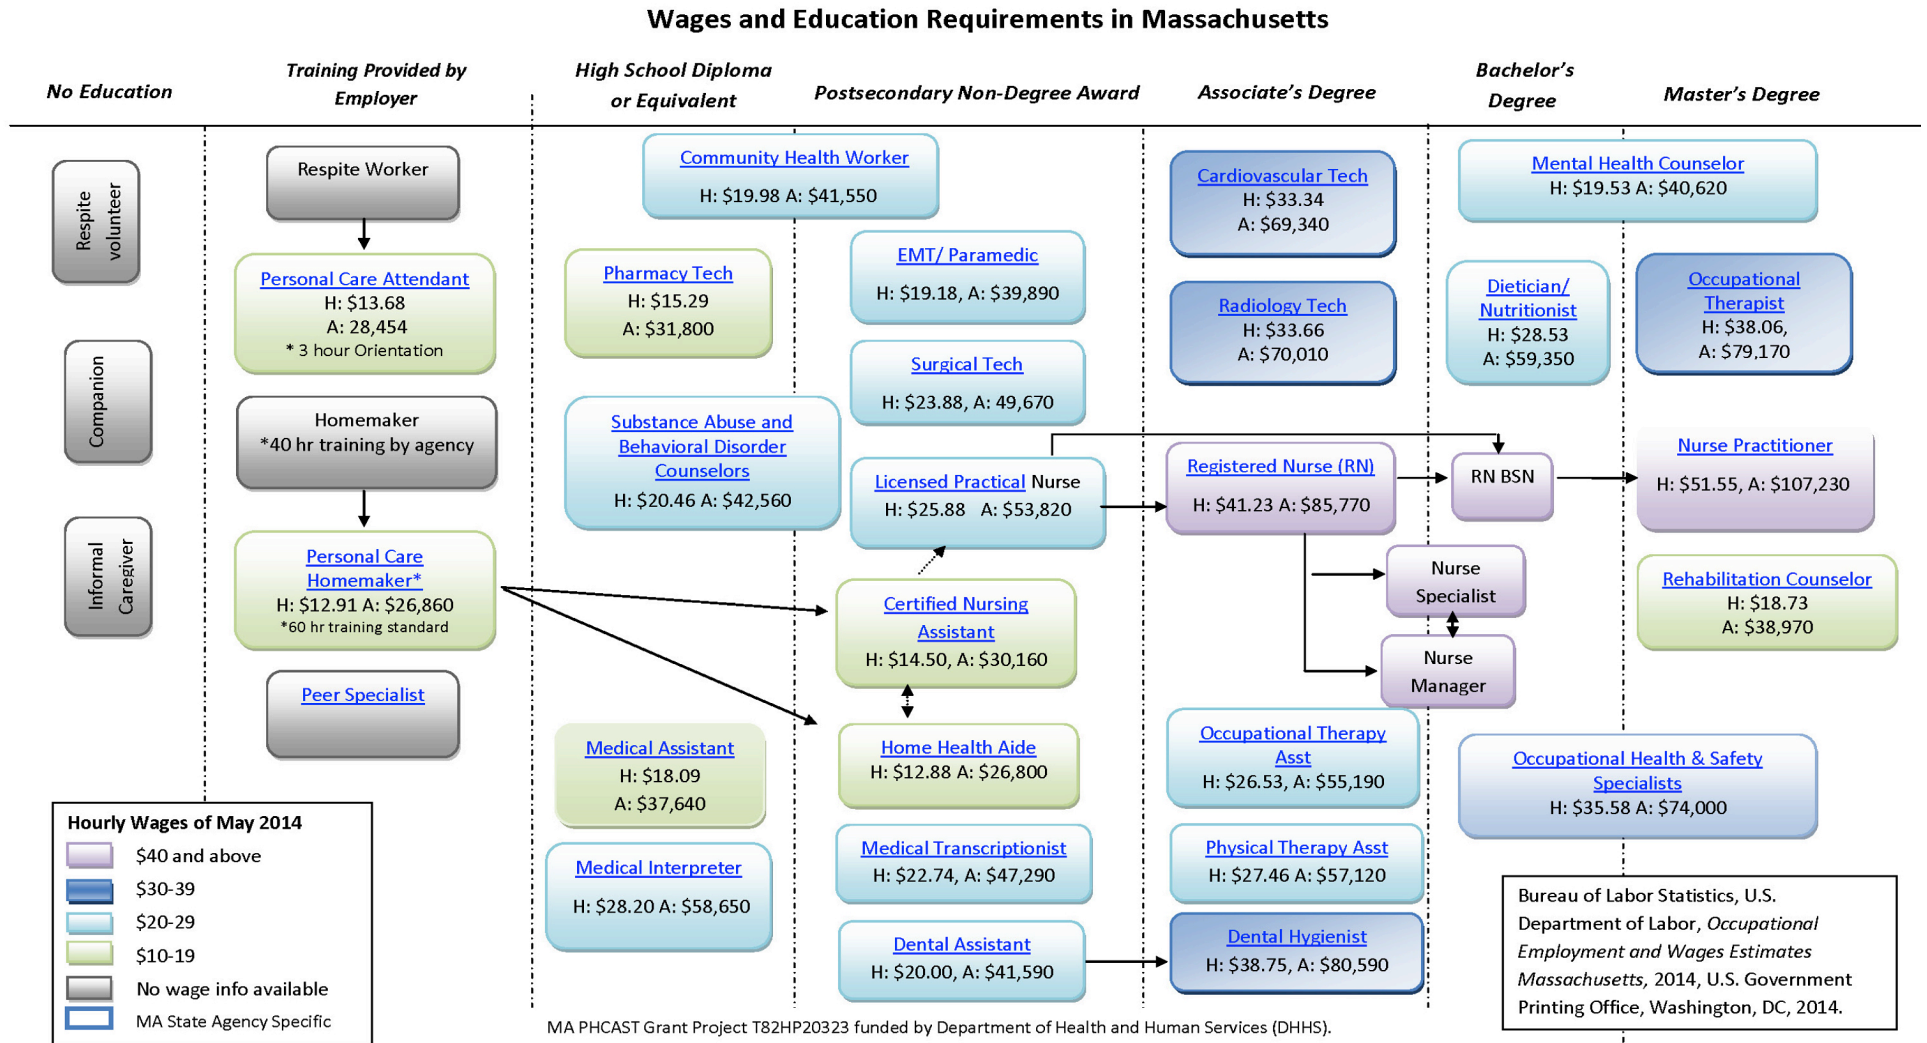 Wages and Education Requirements in Massachusetts
No Education
Training Provided by
Employer
High School Diploma
or Equivalent
Postsecondary Non-Degree Award
Associate's Degree
Bachelor's
Degree
Master's Degree
Respite
volunteer
Companion
Informal
Caregiver
Respite Worker
Personal Care Attendant
H: $13.68
A: 28,454
* 3 hour Orientation
Homemaker
*40 hr training by agency
Personal Care
Homemaker*
H: $12.91 A: $26,860
*60 hr training standard
Peer Specialist
Community Health Worker
H: $19.98 A: $41,550
Pharmacy Tech
H: $15.29
A: $31,800
Substance Abuse and
Behavioral Disorder
Counselors
H: $20.46 A: $42,560
Medical Assistant
H: $18.09
A: $37,640
Medical Interpreter
H: $28.20 A: $58,650
EMT/ Paramedic
H: $19.18, A: $39,890
Surgical Tech
H: $23.88, A: 49,670
Licensed Practical Nurse
H: $25.88 A: $53,820
Certified Nursing
Assistant
H: $14.50, A: $30,160
Home Health Aide
H: $12.88 A: $26,800
Medical Transcriptionist
H: $22.74, A: $47,290
Dental Assistant
H: $20.00, A: $41,590
Cardiovascular Tech
H: $33.34
A: $69,340
Radiology Tech
H: $33.66
A: $70,010
Registered Nurse (RN)
H: $41.23 A: $85,770
Occupational Therapy
Asst
H: $26.53, A: $55,190
Physical Therapy Asst
H: $27.46 A: $57,120
Dental Hygienist
H: $38.75, A: $80,590
Mental Health Counselor
H: $19.53 A: $40,620
Dietician/
Nutritionist
H: $28.53
A: $59,350
RN BSN
Nurse
Specialist
Nurse
Manager
Occupational
Therapist
H: $38.06,
A: $79,170
Nurse Practitioner
H: $51.55, A: $107,230
Rehabilitation Counselor
H: $18.73
A: $38,970
Occupational Health & Safety
Specialists
H: $35.58 A: $74,000
Hourly Wages of May 2014
$40 and above
$30-39
$20-29
$10-19
No wage info available
MA State Agency Specific
Bureau of Labor Statistics, U.S.
Department of Labor, Occupational
Employment and Wages Estimates
Massachusetts, 2014, U.S. Government
Printing Office, Washington, DC, 2014.
MA PHCAST Grant Project T82HP20323 funded by Department of Health and Human Services (DHHS).